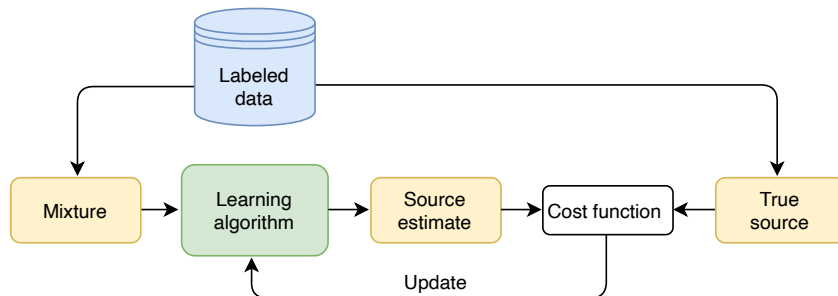 Labeled
data
Mixture
Learning
algorithm
Source
estimate
Cost function
True
source
Update